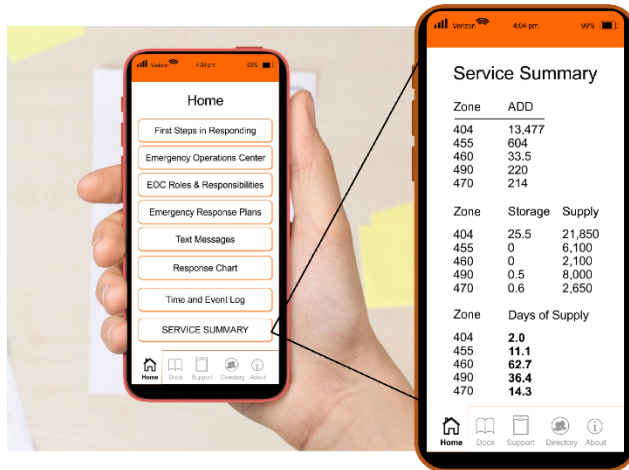 Verizon 4:04 pm 99%
Home
First Steps in Responding
Emergency Operations Center
EOC Roles & Responsibilities
Emergency Response Plans
Text Messages
Response Chart
Time and Event Log
SERVICE SUMMARY
Home Docs Support Directory About
Verizon 4:04 pm 99%
Service Summary
Zone ADD
404 13,477
455 604
460 33.5
490 220
470 214
Zone Storage Supply
404 25.5 21,850
455 0 6,100
460 0 2,100
490 0.5 8,000
470 0.6 2,650
Zone Days of Supply
404 2.0
455 11.1
460 62.7
490 36.4
470 14.3
Home Docs Support Directory About